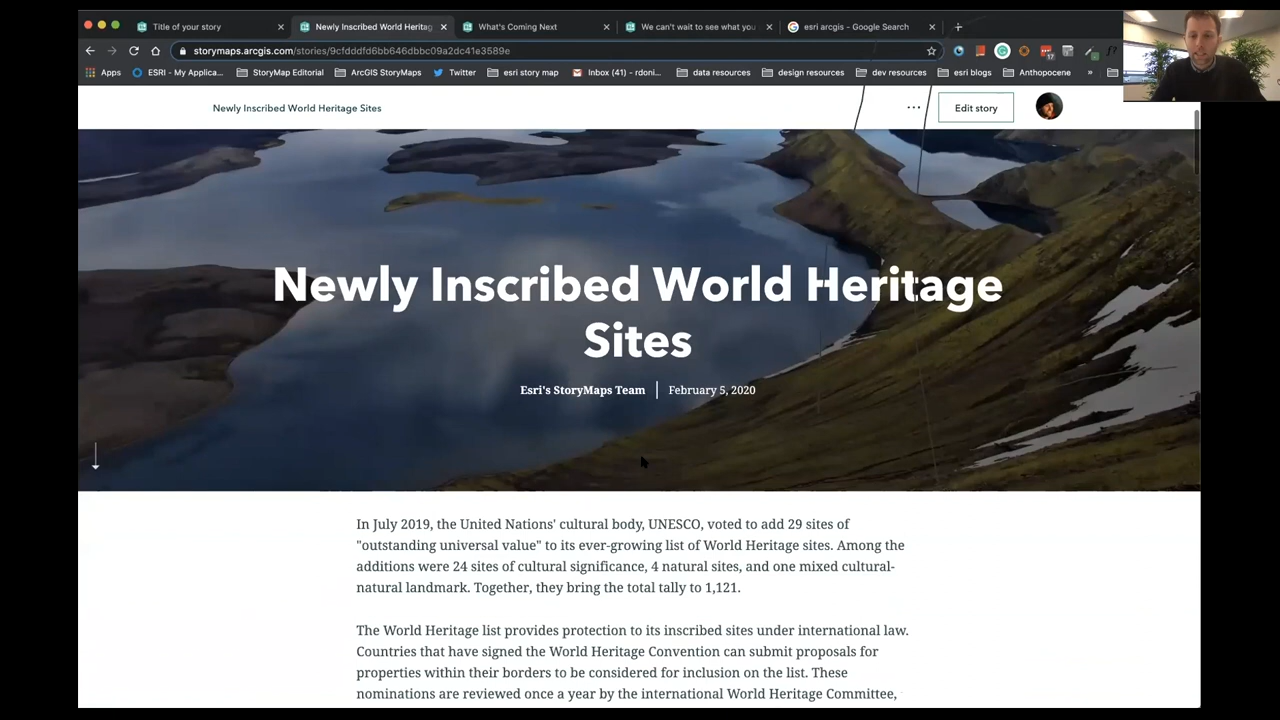 Title of your story
Newly Inscribed World Heritag
What's Coming Next
We can't wait to see what you
esri arcgis - Google Search
storymaps.arcgis.com/stories/9cfdddfd6bb646dbbc09a2dc41e3589e
17
Apps
ESRI - My Applica...
StoryMap Editorial
ArcGIS StoryMaps
Twitter
esri story map
Inbox (41) - rdoni...
data resources
design resources
dev resources
esri blogs
Anthopocene
»
Newly Inscribed World Heritage Sites
Edit story
Newly Inscribed World Heritage
Sites
Esri's StoryMaps Team | February 5, 2020
In July 2019, the United Nations' cultural body, UNESCO, voted to add 29 sites of
"outstanding universal value" to its ever-growing list of World Heritage sites. Among the
additions were 24 sites of cultural significance, 4 natural sites, and one mixed cultural-
natural landmark. Together, they bring the total tally to 1,121.
The World Heritage list provides protection to its inscribed sites under international law.
Countries that have signed the World Heritage Convention can submit proposals for
properties within their borders to be considered for inclusion on the list. These
nominations are reviewed once a year by the international World Heritage Committee,